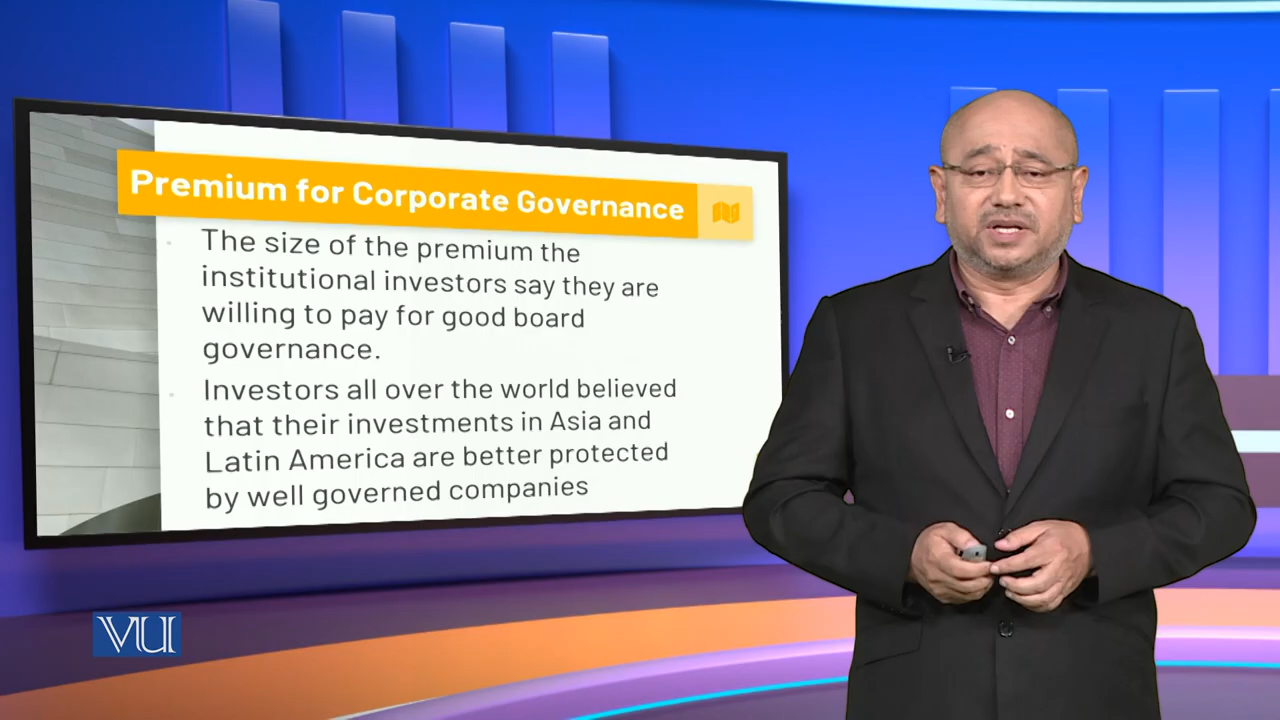 Premium for Corporate Governance
The size of the premium the
institutional investors say they are
willing to pay for good board
governance.
Investors all over the world believed
that their investments in Asia and
Latin America are better protected
by well governed companies
VU